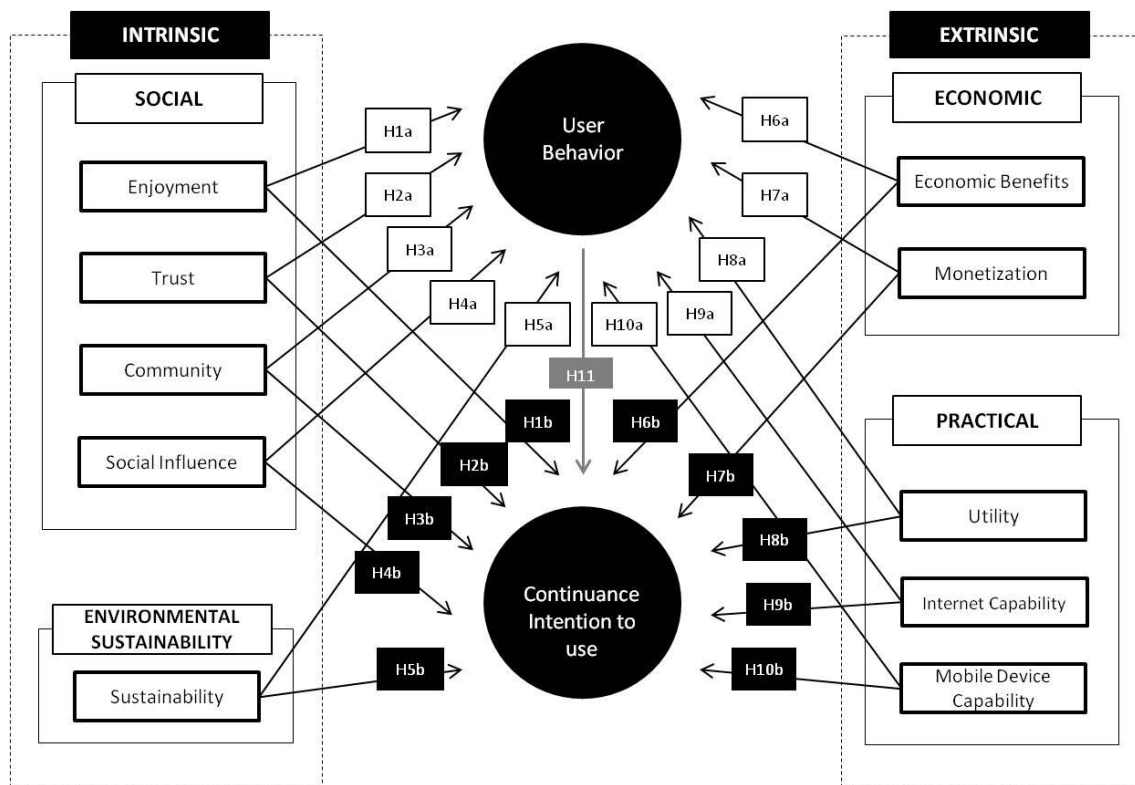 INTRINSIC
SOCIAL
Enjoyment
Trust
Community
Social Influence
ENVIRONMENTAL
SUSTAINABILITY
Sustainability
H1a
H2a
H3a
H4a
H5a
H1b
H2b
H3b
H4b
H5b
User
Behavior
H11
Continuance
Intention to
use
H6a
H7a
H8a
H9a
H10a
H6b
H7b
H8b
H9b
H10b
EXTRINSIC
ECONOMIC
Economic Benefits
Monetization
PRACTICAL
Utility
Internet Capability
Mobile Device
Capability